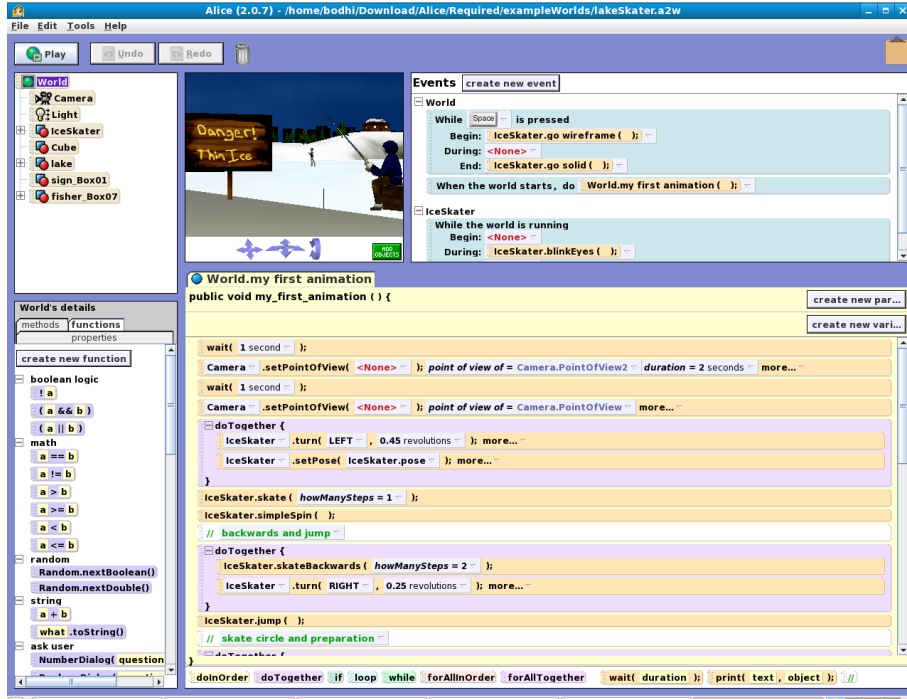 Alice (2.0.7) - /home/bodhi/Download/Alice/Required/exampleWorlds/lakeSkater.a2w
File Edit Tools Help
Play Undo Redo
World
Camera
Light
IceSkater
Cube
lake
sign_Box01
fisher_Box07
Danger!
Thin Ice
ADD
OBJECTS
Events create new event
World
While Space is pressed
Begin: IceSkater.go wireframe ( );
During: <None>
End: IceSkater.go solid ( );
When the world starts, do World.my first animation ( );
IceSkater
While the world is running
Begin: <None>
During: IceSkater.blinkEyes ( );
World's details
methods functions
properties
create new function
boolean logic
! a
( a && b )
( a || b )
math
a == b
a != b
a > b
a >= b
a < b
a <= b
random
Random.nextBoolean()
Random.nextDouble()
string
a + b
what .toString()
ask user
NumberDialog( question
World.my first animation
public void my_first_animation ( ) {
create new par...
create new vari...
wait( 1 second );
Camera .setPointOfView( <None> ); point of view of = Camera.PointOfView2 duration = 2 seconds more...
wait( 1 second );
Camera .setPointOfView( <None> ); point of view of = Camera.PointOfView more...
doTogether {
IceSkater .turn( LEFT , 0.45 revolutions ); more...
IceSkater .setPose( IceSkater.pose ); more...
}
IceSkater.skate ( howManySteps = 1 );
IceSkater.simpleSpin ( );
// backwards and jump
doTogether {
IceSkater.skateBackwards ( howManySteps = 2 );
IceSkater .turn( RIGHT , 0.25 revolutions ); more...
}
IceSkater.jump ( );
// skate circle and preparation
doTogether {
}
doInOrder doTogether if loop while forAllInOrder forAllTogether wait( duration ); print( text , object ); //